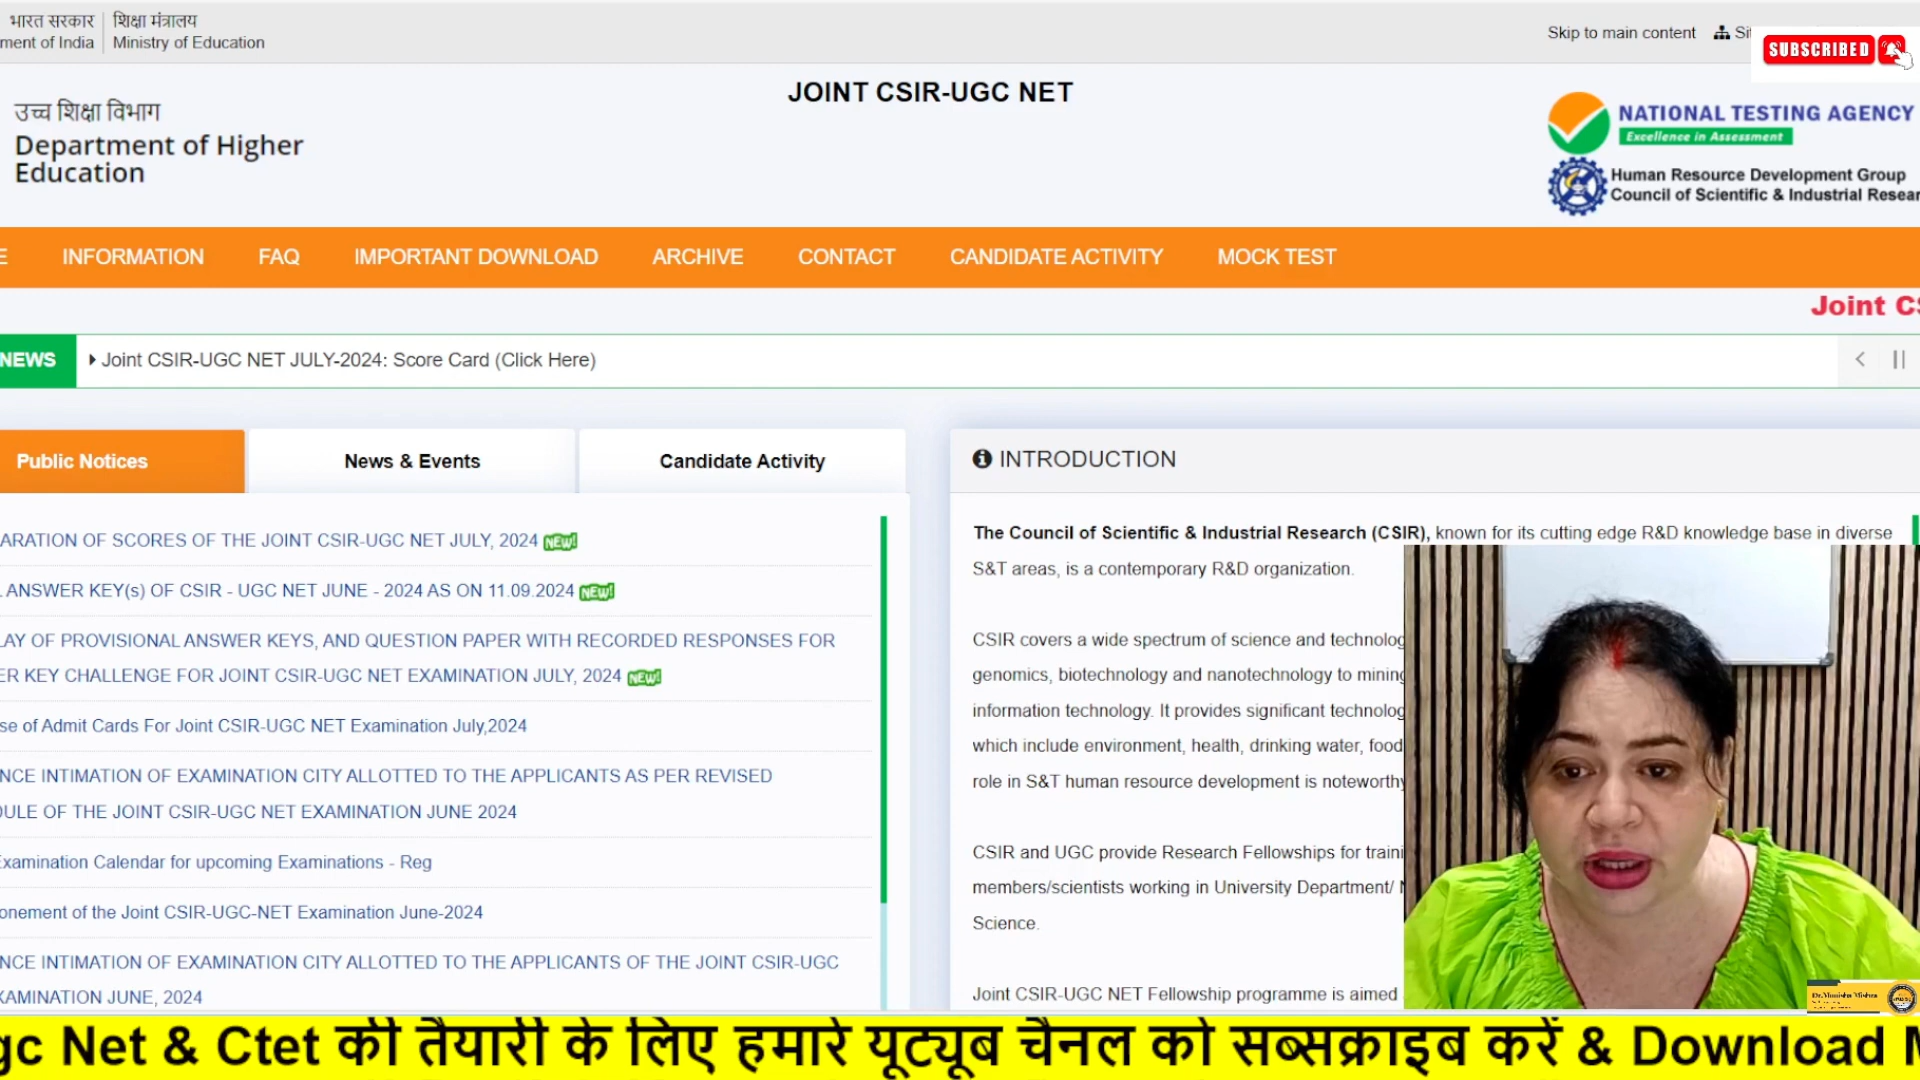 भारत सरकार
ment of India
शिक्षा मंत्रालय
Ministry of Education
Skip to main content
Sit
SUBSCRIBED
उच्च शिक्षा विभाग
Department of Higher
Education
JOINT CSIR-UGC NET
NATIONAL TESTING AGENCY
Excellence in Assessment
Human Resource Development Group
Council of Scientific & Industrial Resear
E INFORMATION FAQ IMPORTANT DOWNLOAD ARCHIVE CONTACT CANDIDATE ACTIVITY MOCK TEST
Joint CS
NEWS
Joint CSIR-UGC NET JULY-2024: Score Card (Click Here)
Public Notices
News & Events
Candidate Activity
ARATION OF SCORES OF THE JOINT CSIR-UGC NET JULY, 2024 NEW!
ANSWER KEY(s) OF CSIR - UGC NET JUNE - 2024 AS ON 11.09.2024 NEW!
LAY OF PROVISIONAL ANSWER KEYS, AND QUESTION PAPER WITH RECORDED RESPONSES FOR
ER KEY CHALLENGE FOR JOINT CSIR-UGC NET EXAMINATION JULY, 2024 NEW!
se of Admit Cards For Joint CSIR-UGC NET Examination July,2024
NCE INTIMATION OF EXAMINATION CITY ALLOTTED TO THE APPLICANTS AS PER REVISED
DULE OF THE JOINT CSIR-UGC NET EXAMINATION JUNE 2024
Examination Calendar for upcoming Examinations - Reg
onement of the Joint CSIR-UGC-NET Examination June-2024
NCE INTIMATION OF EXAMINATION CITY ALLOTTED TO THE APPLICANTS OF THE JOINT CSIR-UGC
XAMINATION JUNE, 2024
INTRODUCTION
The Council of Scientific & Industrial Research (CSIR), known for its cutting edge R&D knowledge base in diverse
S&T areas, is a contemporary R&D organization.
CSIR covers a wide spectrum of science and technolog
genomics, biotechnology and nanotechnology to mining
information technology. It provides significant technolog
which include environment, health, drinking water, food
role in S&T human resource development is noteworthy
CSIR and UGC provide Research Fellowships for traini
members/scientists working in University Department/ N
Science.
Joint CSIR-UGC NET Fellowship programme is aimed
Dr. Manisha Mishra
gc Net & Ctet की तैयारी के लिए हमारे यूट्यूब चैनल को सब्सक्राइब करें & Download M